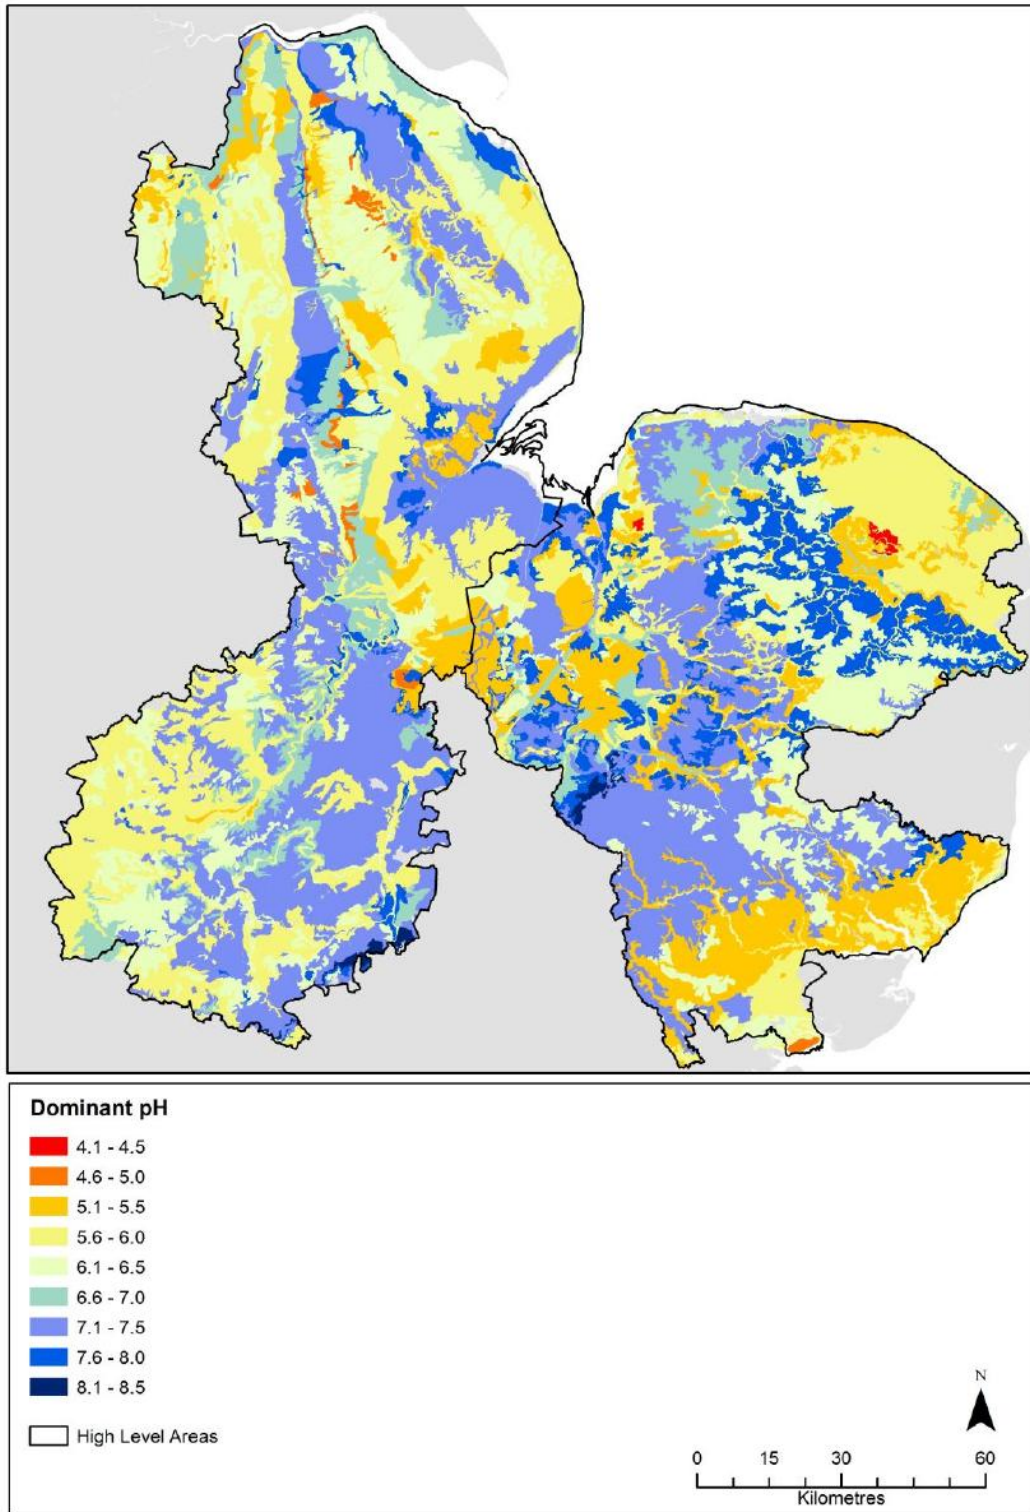 Dominant pH
4.1 - 4.5
4.6 - 5.0
5.1 - 5.5
5.6 - 6.0
6.1 - 6.5
6.6 - 7.0
7.1 - 7.5
7.6 - 8.0
8.1 - 8.5
High Level Areas
N
0 15 30 60
Kilometres